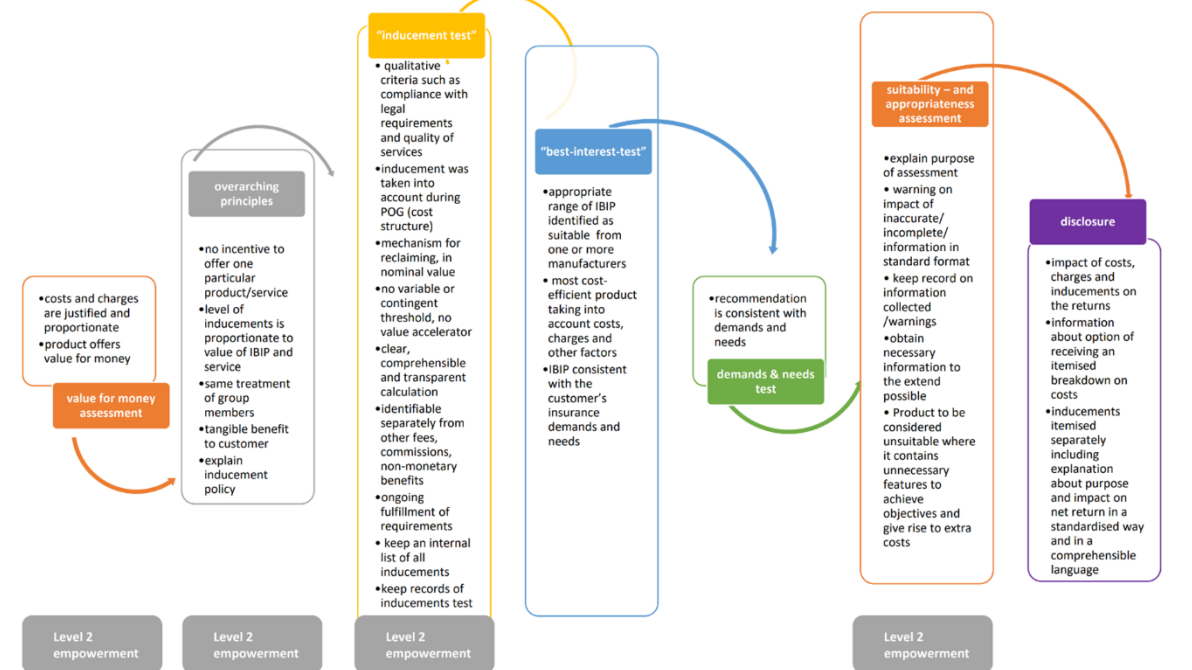 •costs and charges
are justified and
proportionate
•product offers
value for money
value for money
assessment
overarching
principles
•no incentive to
offer one
particular
product/service
•level of
inducements is
proportionate to
value of IBIP and
service
•same treatment
of group
members
•tangible benefit
to customer
•explain
inducement
policy
“inducement test”
• qualitative
criteria such as
compliance with
legal
requirements
and quality of
services
•inducement was
taken into
account during
POG (cost
structure)
•mechanism for
reclaiming, in
nominal value
•no variable or
contingent
threshold, no
value accelerator
•clear,
comprehensible
and transparent
calculation
•identifiable
separately from
other fees,
commissions,
non-monetary
benefits
•ongoing
fulfillment of
requirements
• keep an internal
list of all
inducements
•keep records of
inducements test
“best-interest-test”
•appropriate
range of IBIP
identified as
suitable from
one or more
manufacturers
• most cost-
efficient product
taking into
account costs,
charges and
other factors
•IBIP consistent
with the
customer’s
insurance
demands and
needs
•recommendation
is consistent with
demands and
needs
demands & needs
test
suitability – and
appropriateness
assessment
•explain purpose
of assessment
• warning on
impact of
inaccurate/
incomplete/
information in
standard format
• keep record on
information
collected
/warnings
•obtain
necessary
information to
the extend
possible
• Product to be
considered
unsuitable where
it contains
unnecessary
features to
achieve
objectives and
give rise to extra
costs
disclosure
•impact of costs,
charges and
inducements on
the returns
•information
about option of
receiving an
itemised
breakdown on
costs
•inducements
itemised
separately
including
explanation
about purpose
and impact on
net return in a
standardised way
and in a
comprehensible
language
Level 2
empowerment
Level 2
empowerment
Level 2
empowerment
Level 2
empowerment